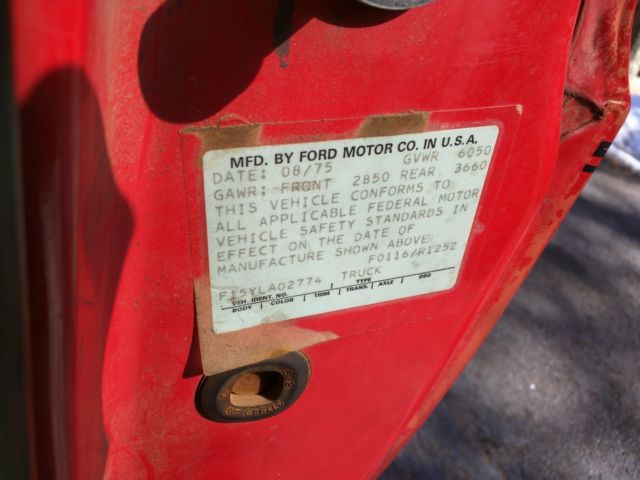 MFD. BY FORD MOTOR CO. IN U.S.A.
DATE: 08/75 GVWR 6050
GAWR: FRONT 2850 REAR 3660
THIS VEHICLE CONFORMS TO
ALL APPLICABLE FEDERAL MOTOR
VEHICLE SAFETY STANDARDS IN
EFFECT ON THE DATE OF
MANUFACTURE SHOWN ABOVE
F0116/R1252
F15YLA02774 TRUCK
VEH. IDENT. NO. TYPE
BODY COLOR TRIM TRANS. AXLE DSO